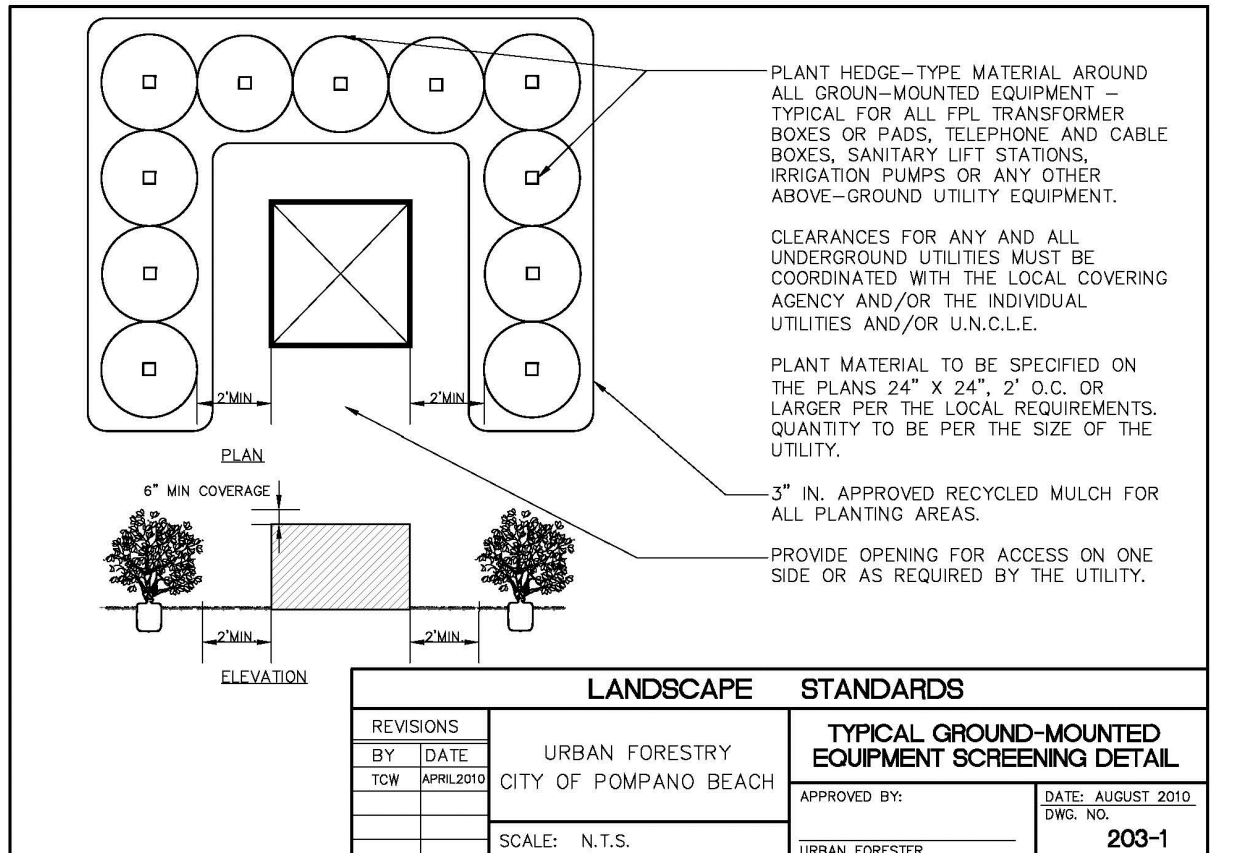 PLANT HEDGE-TYPE MATERIAL AROUND
ALL GROUN-MOUNTED EQUIPMENT -
TYPICAL FOR ALL FPL TRANSFORMER
BOXES OR PADS, TELEPHONE AND CABLE
BOXES, SANITARY LIFT STATIONS,
IRRIGATION PUMPS OR ANY OTHER
ABOVE-GROUND UTILITY EQUIPMENT.
CLEARANCES FOR ANY AND ALL
UNDERGROUND UTILITIES MUST BE
COORDINATED WITH THE LOCAL COVERING
AGENCY AND/OR THE INDIVIDUAL
UTILITIES AND/OR U.N.C.L.E.
PLANT MATERIAL TO BE SPECIFIED ON
THE PLANS 24" X 24", 2' O.C. OR
LARGER PER THE LOCAL REQUIREMENTS.
QUANTITY TO BE PER THE SIZE OF THE
UTILITY.
3" IN. APPROVED RECYCLED MULCH FOR
ALL PLANTING AREAS.
PROVIDE OPENING FOR ACCESS ON ONE
SIDE OR AS REQUIRED BY THE UTILITY.
2'MIN. 2'MIN.
PLAN
6" MIN COVERAGE
2'MIN. 2'MIN.
ELEVATION
LANDSCAPE STANDARDS
REVISIONS
BY DATE
TCW APRIL2010
URBAN FORESTRY
CITY OF POMPANO BEACH
SCALE: N.T.S.
TYPICAL GROUND-MOUNTED
EQUIPMENT SCREENING DETAIL
APPROVED BY:
URBAN FORESTER
DATE: AUGUST 2010
DWG. NO.
203-1